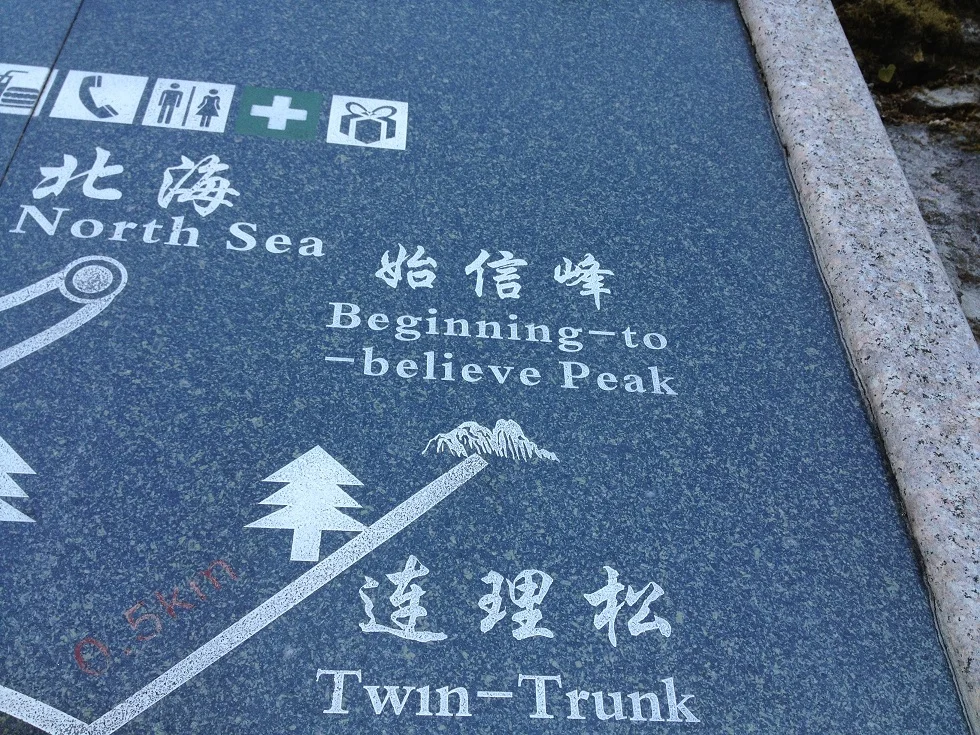 北海
North Sea
始信峰
Beginning-to
-believe Peak
0.5km
连理松
Twin-Trunk